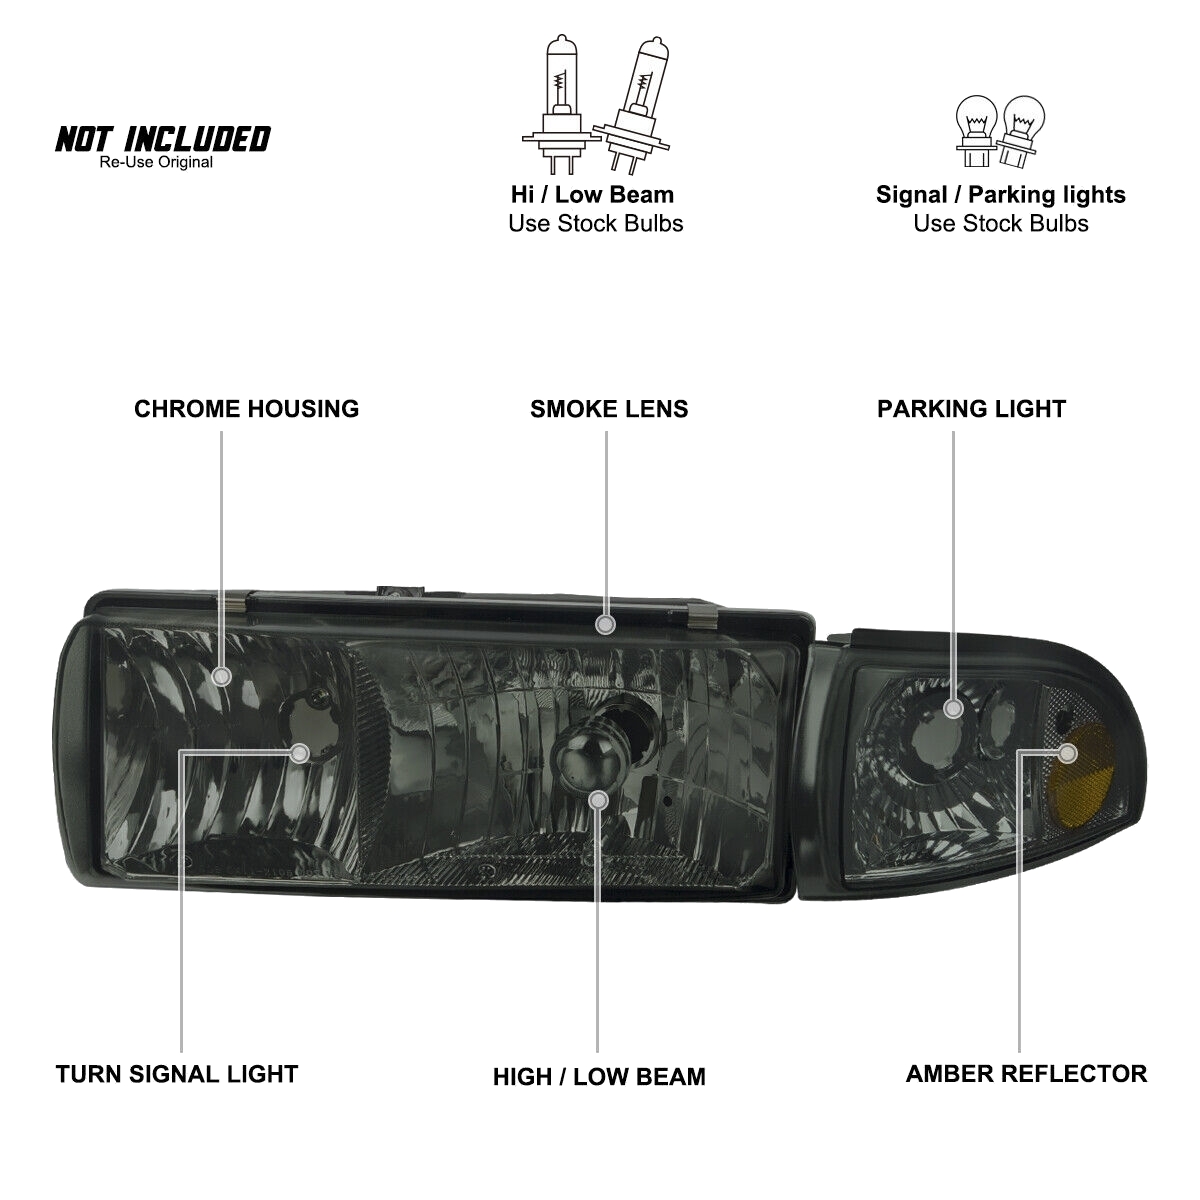 NOT INCLUDED
Re-Use Original
Hi / Low Beam
Use Stock Bulbs
Signal / Parking lights
Use Stock Bulbs
CHROME HOUSING
SMOKE LENS
PARKING LIGHT
TURN SIGNAL LIGHT
HIGH / LOW BEAM
AMBER REFLECTOR